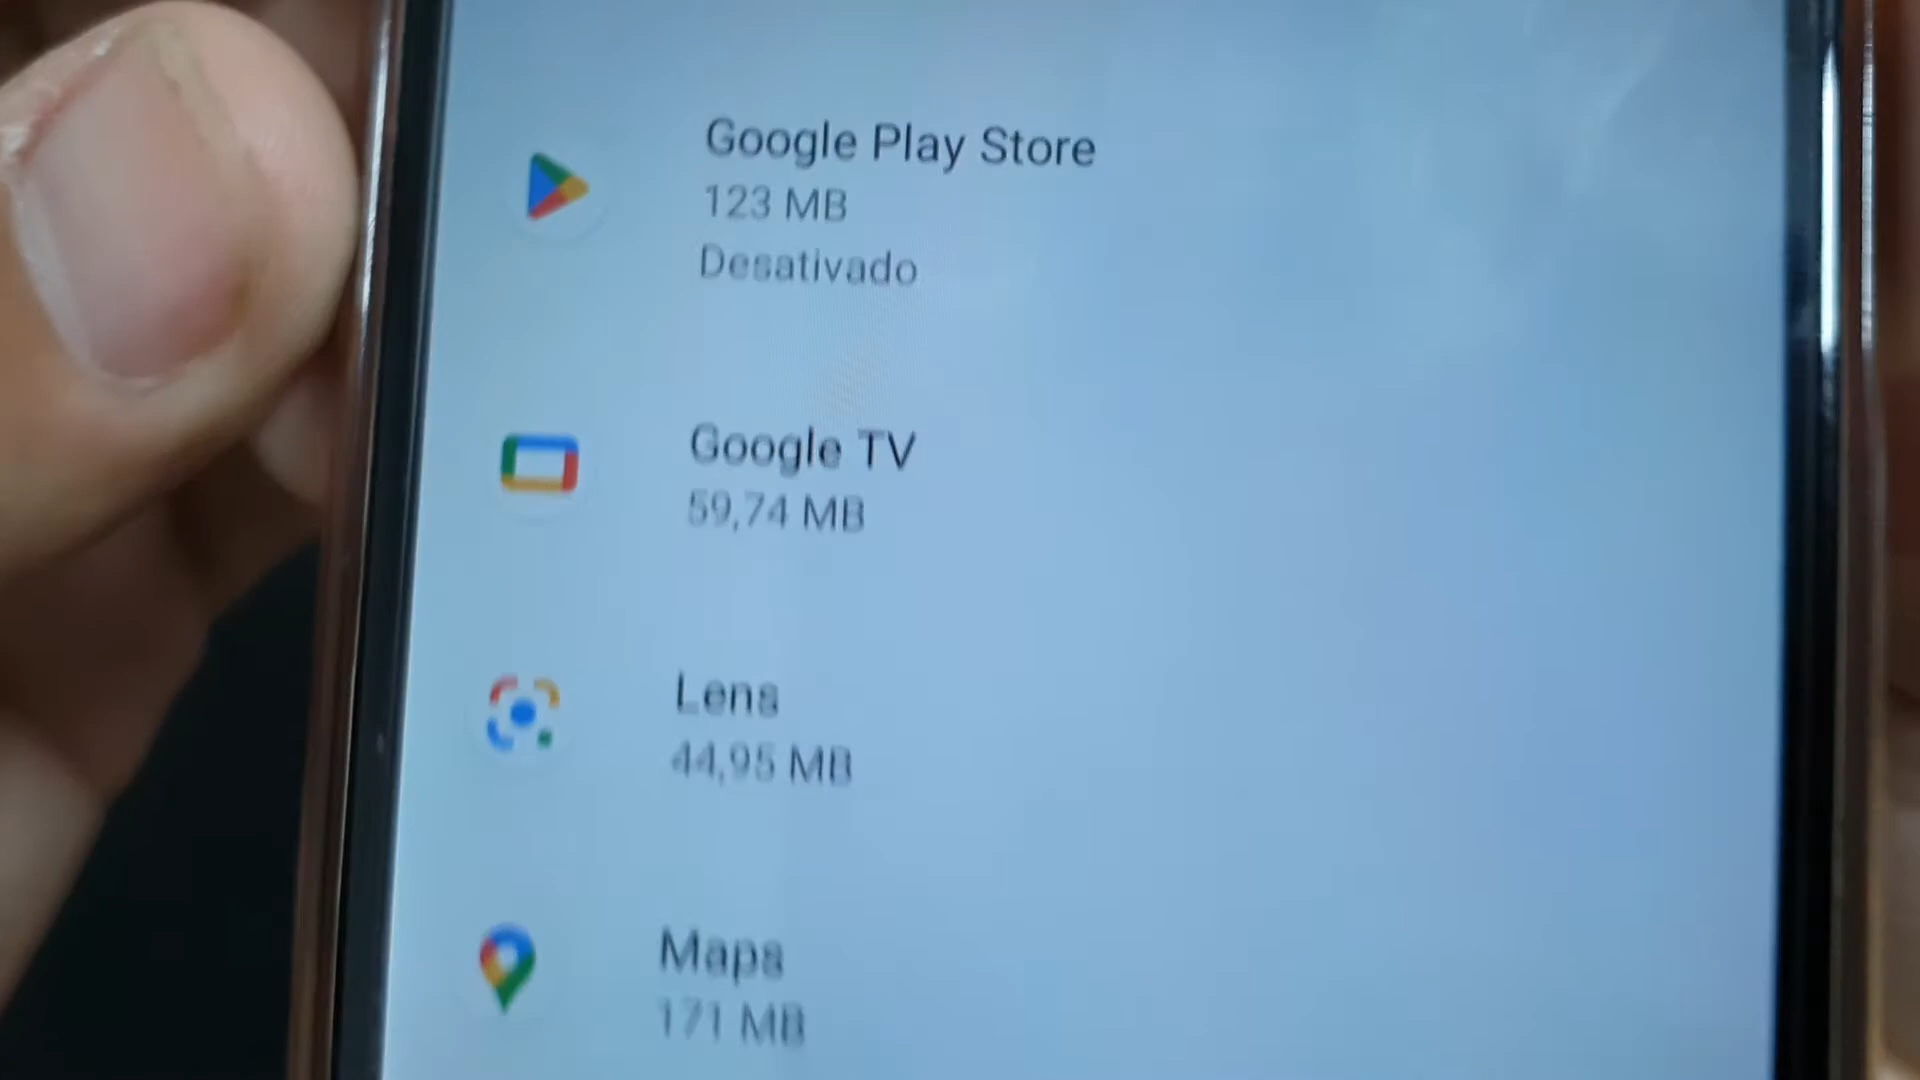 Google Play Store
123 MB
Desativado
Google TV
59,74 MB
Lens
44,95 MB
Maps
171 MB